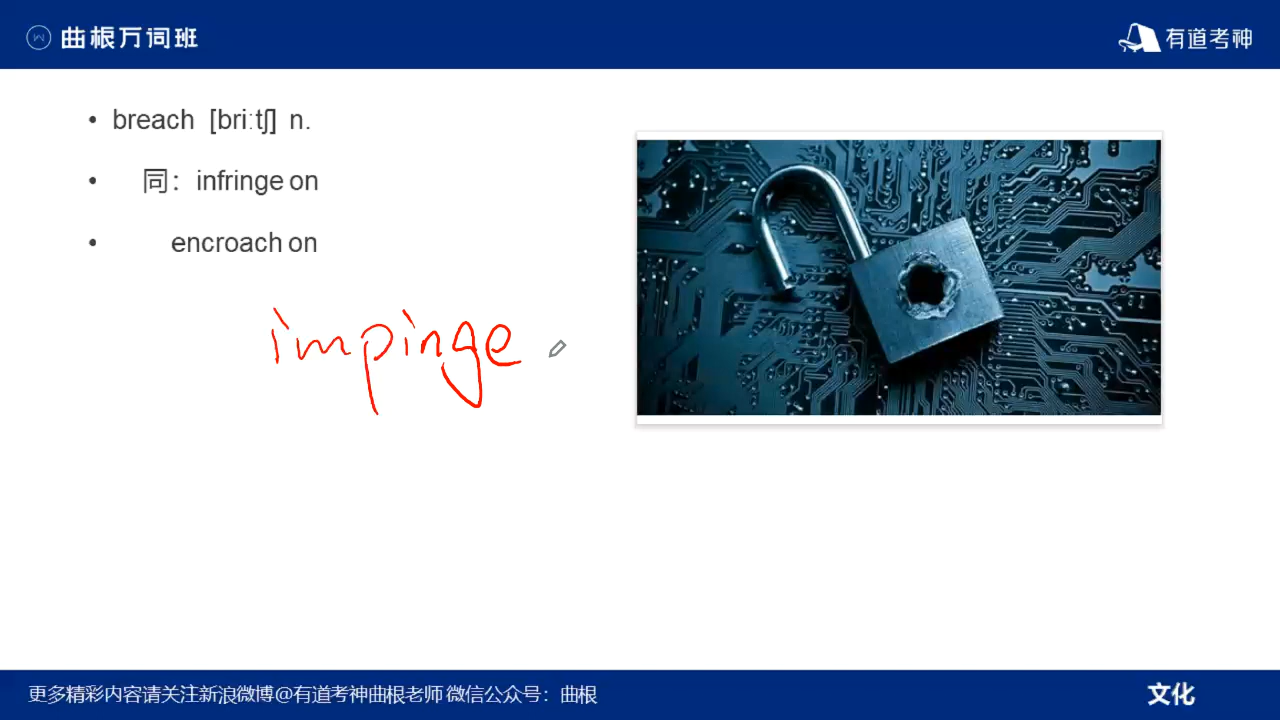 曲根万词班
有道考神
• breach [bri:tʃ] n.
• 同：infringe on
• encroach on
impinge
更多精彩内容请关注新浪微博@有道考神曲根老师 微信公众号：曲根
文化